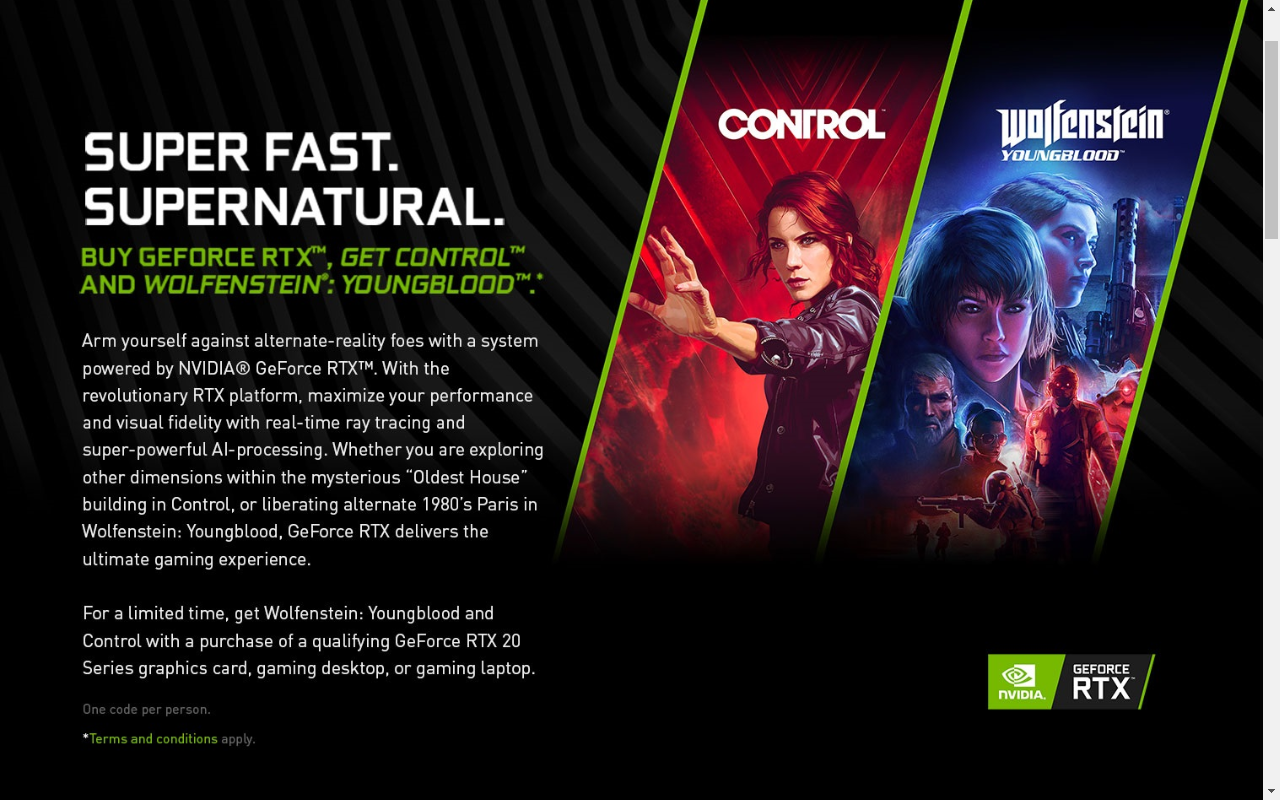 SUPER FAST.
SUPERNATURAL.
BUY GEFORCE RTX™, GET CONTROL™
AND WOLFENSTEIN®: YOUNGBLOOD™.*
Arm yourself against alternate-reality foes with a system
powered by NVIDIA® GeForce RTX™. With the
revolutionary RTX platform, maximize your performance
and visual fidelity with real-time ray tracing and
super-powerful AI-processing. Whether you are exploring
other dimensions within the mysterious “Oldest House”
building in Control, or liberating alternate 1980’s Paris in
Wolfenstein: Youngblood, GeForce RTX delivers the
ultimate gaming experience.
For a limited time, get Wolfenstein: Youngblood and
Control with a purchase of a qualifying GeForce RTX 20
Series graphics card, gaming desktop, or gaming laptop.
One code per person.
*Terms and conditions apply.
CONTROL™
Wolfenstein®
YOUNGBLOOD™
NVIDIA.
GEFORCE
RTX™